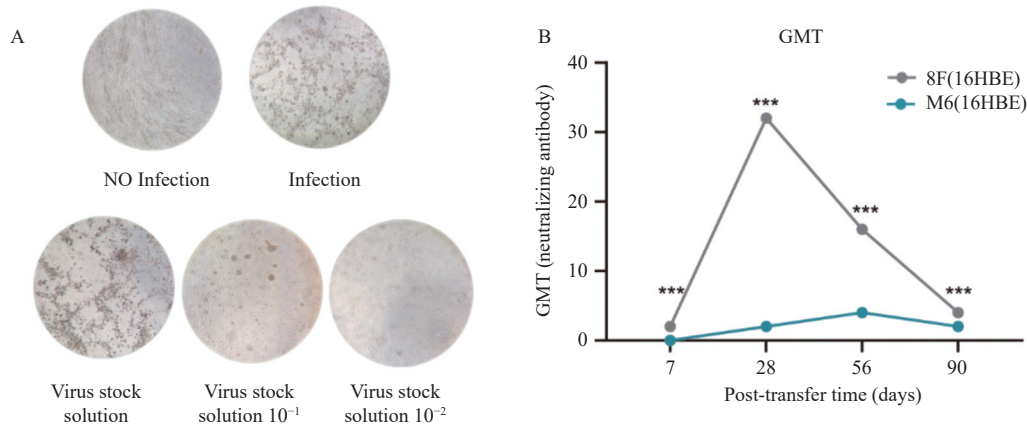 A
NO Infection
Infection
Virus stock
solution
Virus stock
solution 10⁻¹
Virus stock
solution 10⁻²
B
GMT
8F(16HBE)
M6(16HBE)
GMT (neutralizing antibody)
40
30
20
10
0
***
***
***
***
7
28
56
90
Post-transfer time (days)